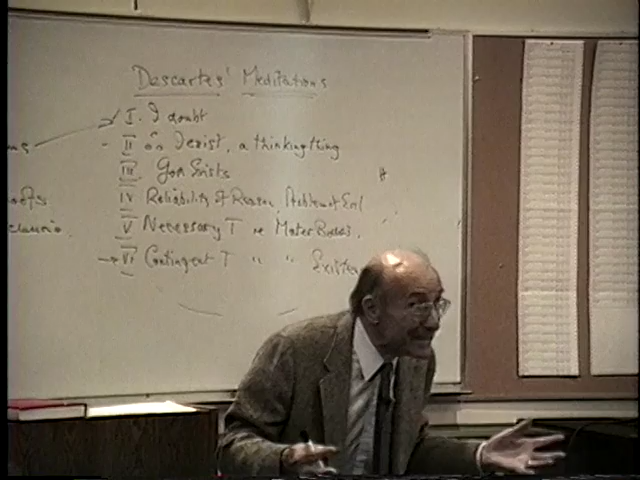 Descartes' Meditations
I. I doubt
II I exist, a thinking thing
III God Exists
IV Reliability of Reason, Problem of Evil
V Necessary T re Mater Bodies.
VI Contingent T " " Existen